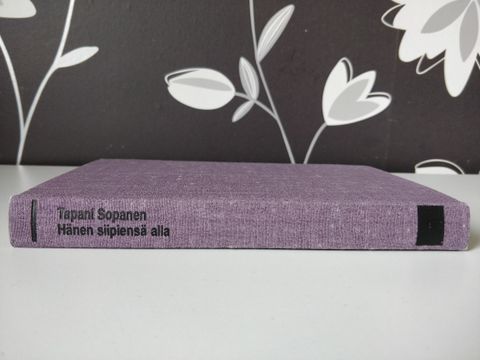 Tapani Sopanen
Hänen siipiensä alla